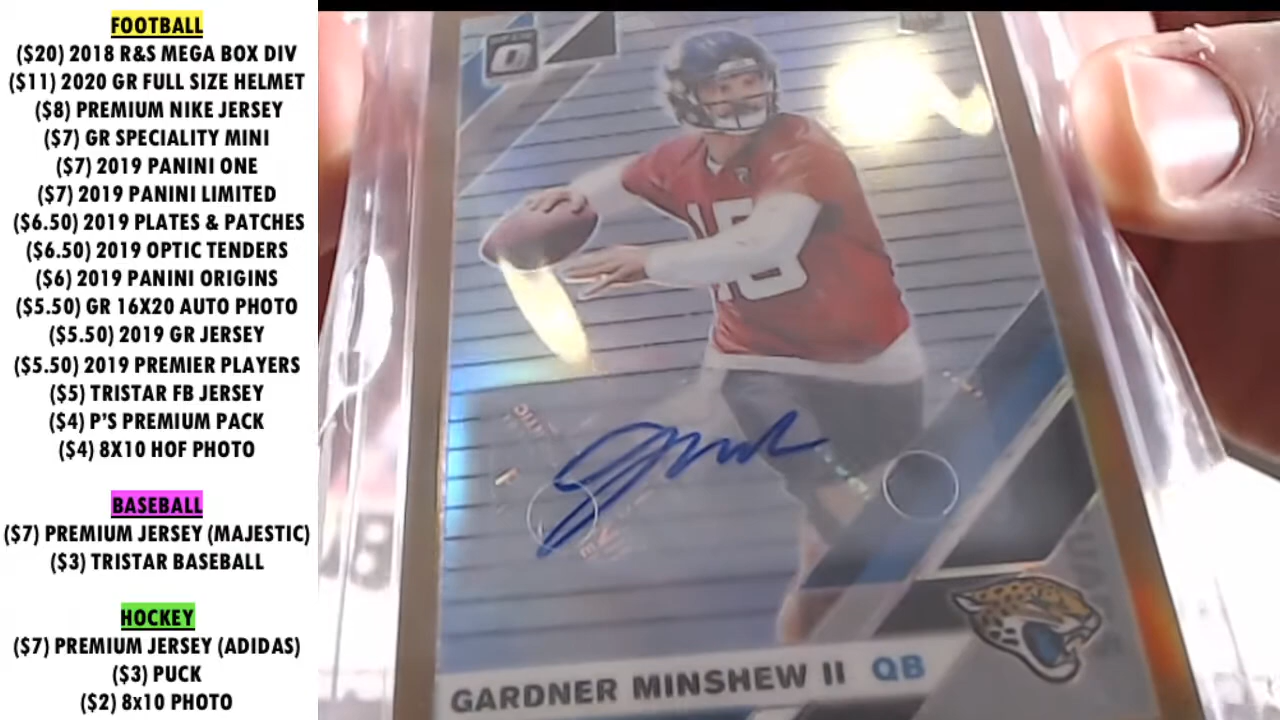 FOOTBALL
($20) 2018 R&S MEGA BOX DIV
($11) 2020 GR FULL SIZE HELMET
($8) PREMIUM NIKE JERSEY
($7) GR SPECIALITY MINI
($7) 2019 PANINI ONE
($7) 2019 PANINI LIMITED
($6.50) 2019 PLATES & PATCHES
($6.50) 2019 OPTIC TENDERS
($6) 2019 PANINI ORIGINS
($5.50) GR 16X20 AUTO PHOTO
($5.50) 2019 GR JERSEY
($5.50) 2019 PREMIER PLAYERS
($5) TRISTAR FB JERSEY
($4) P'S PREMIUM PACK
($4) 8X10 HOF PHOTO
BASEBALL
($7) PREMIUM JERSEY (MAJESTIC)
($3) TRISTAR BASEBALL
HOCKEY
($7) PREMIUM JERSEY (ADIDAS)
($3) PUCK
($2) 8x10 PHOTO
15
GARDNER MINSHEW II QB